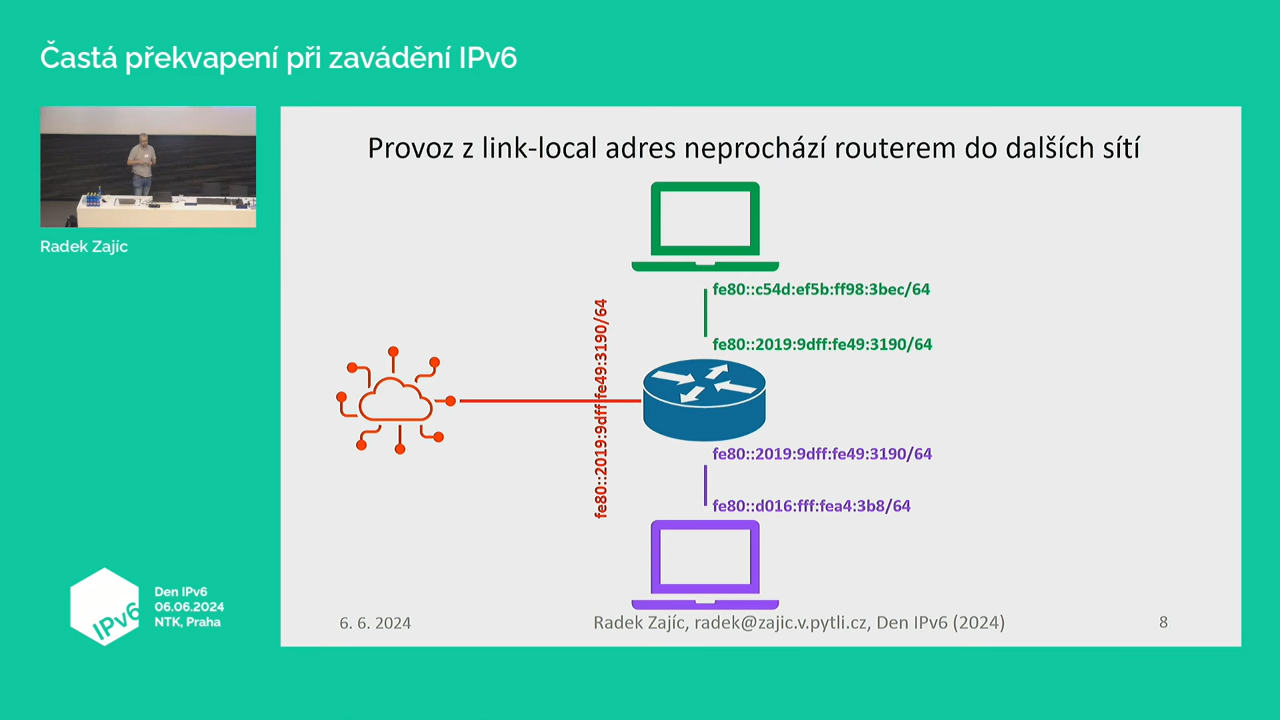 Častá překvapení při zavádění IPv6
Radek Zajíc
Provoz z link-local adres neprochází routerem do dalších sítí
fe80::c54d:ef5b:ff98:3bec/64
fe80::2019:9dff:fe49:3190/64
fe80::2019:9dff:fe49:3190/64
fe80::2019:9dff:fe49:3190/64
fe80::d016:fff:fea4:3b8/64
6. 6. 2024
Radek Zajíc, radek@zajic.v.pytli.cz, Den IPv6 (2024)
8
IPv6
Den IPv6
06.06.2024
NTK, Praha